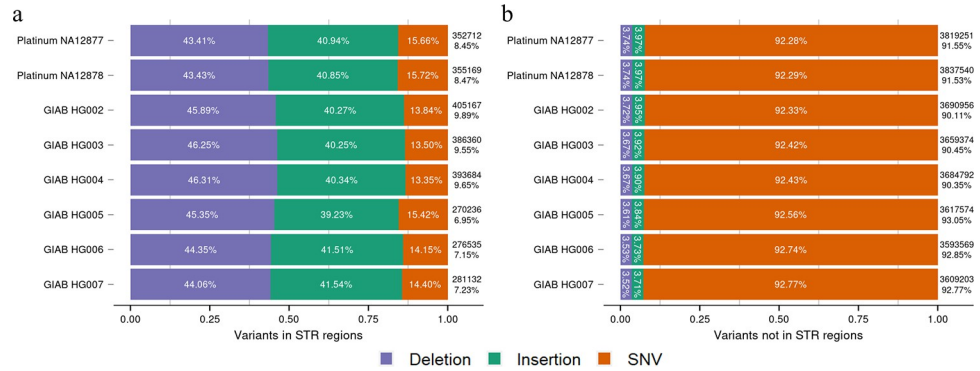 a
Platinum NA12877 43.41% 40.94% 15.66% 352712
8.45%
Platinum NA12878 43.43% 40.85% 15.72% 355169
8.47%
GIAB HG002 45.89% 40.27% 13.84% 405167
9.89%
GIAB HG003 46.25% 40.25% 13.50% 386360
9.55%
GIAB HG004 46.31% 40.34% 13.35% 393684
9.65%
GIAB HG005 45.35% 39.23% 15.42% 270236
6.95%
GIAB HG006 44.35% 41.51% 14.15% 276535
7.15%
GIAB HG007 44.06% 41.54% 14.40% 281132
7.23%
0.00 0.25 0.50 0.75 1.00
Variants in STR regions
b
Platinum NA12877 3.74% 3.97% 92.28% 3819251
91.55%
Platinum NA12878 3.74% 3.97% 92.29% 3837540
91.53%
GIAB HG002 3.72% 3.95% 92.33% 3690956
90.11%
GIAB HG003 3.67% 3.92% 92.42% 3659374
90.45%
GIAB HG004 3.67% 3.90% 92.43% 3684792
90.35%
GIAB HG005 3.61% 3.84% 92.56% 3617574
93.05%
GIAB HG006 3.53% 3.73% 92.74% 3593569
92.85%
GIAB HG007 3.52% 3.71% 92.77% 3609203
92.77%
0.00 0.25 0.50 0.75 1.00
Variants not in STR regions
Deletion Insertion SNV